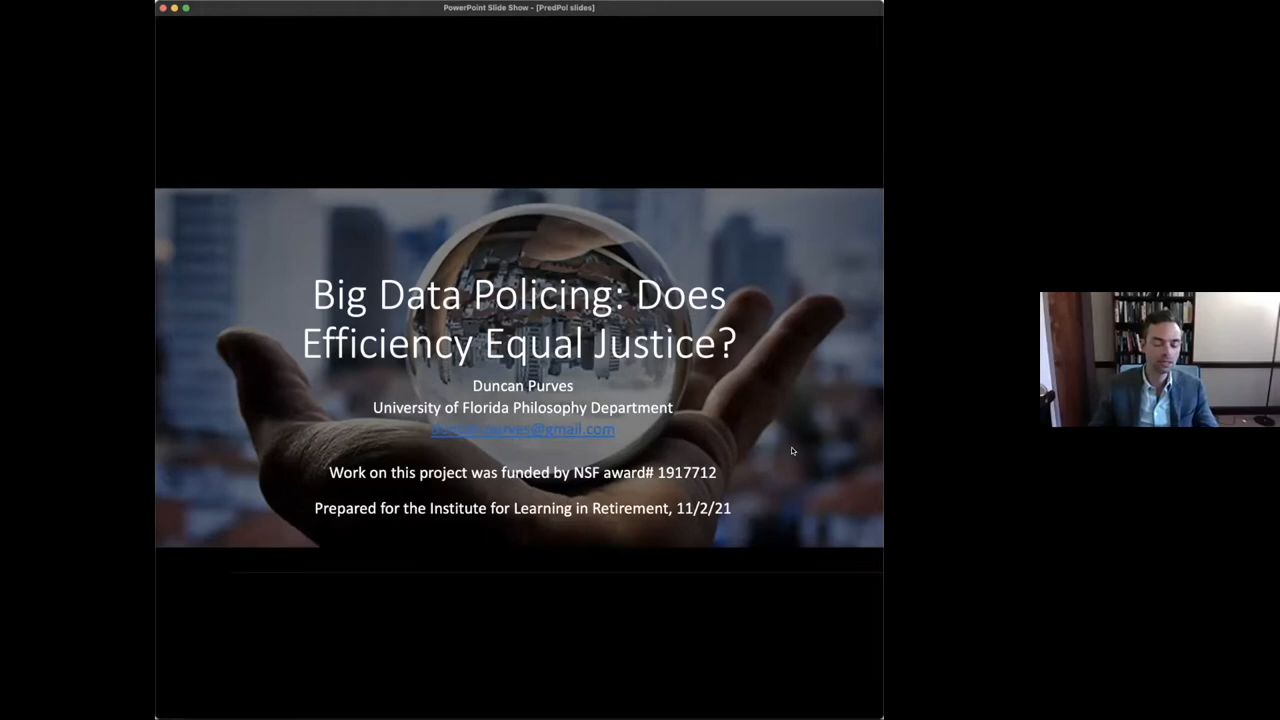 PowerPoint Slide Show - [PredPol slides]
Big Data Policing: Does
Efficiency Equal Justice?
Duncan Purves
University of Florida Philosophy Department
Work on this project was funded by NSF award# 1917712
Prepared for the Institute for Learning in Retirement, 11/2/21